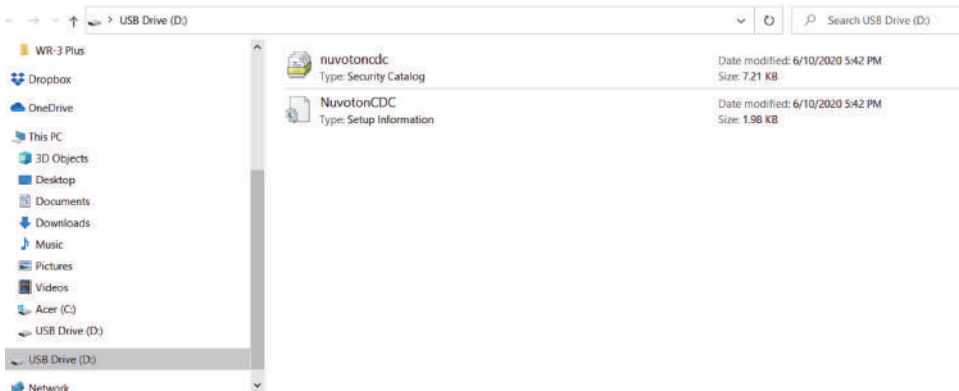 USB Drive (D:)
Search USB Drive (D:)
WR-3 Plus
Dropbox
OneDrive
This PC
3D Objects
Desktop
Documents
Downloads
Music
Pictures
Videos
Acer (C:)
USB Drive (D:)
USB Drive (D:)
Network
nuvotoncdc
Type: Security Catalog
Date modified: 6/10/2020 5:42 PM
Size: 7.21 KB
NuvotonCDC
Type: Setup Information
Date modified: 6/10/2020 5:42 PM
Size: 1.98 KB